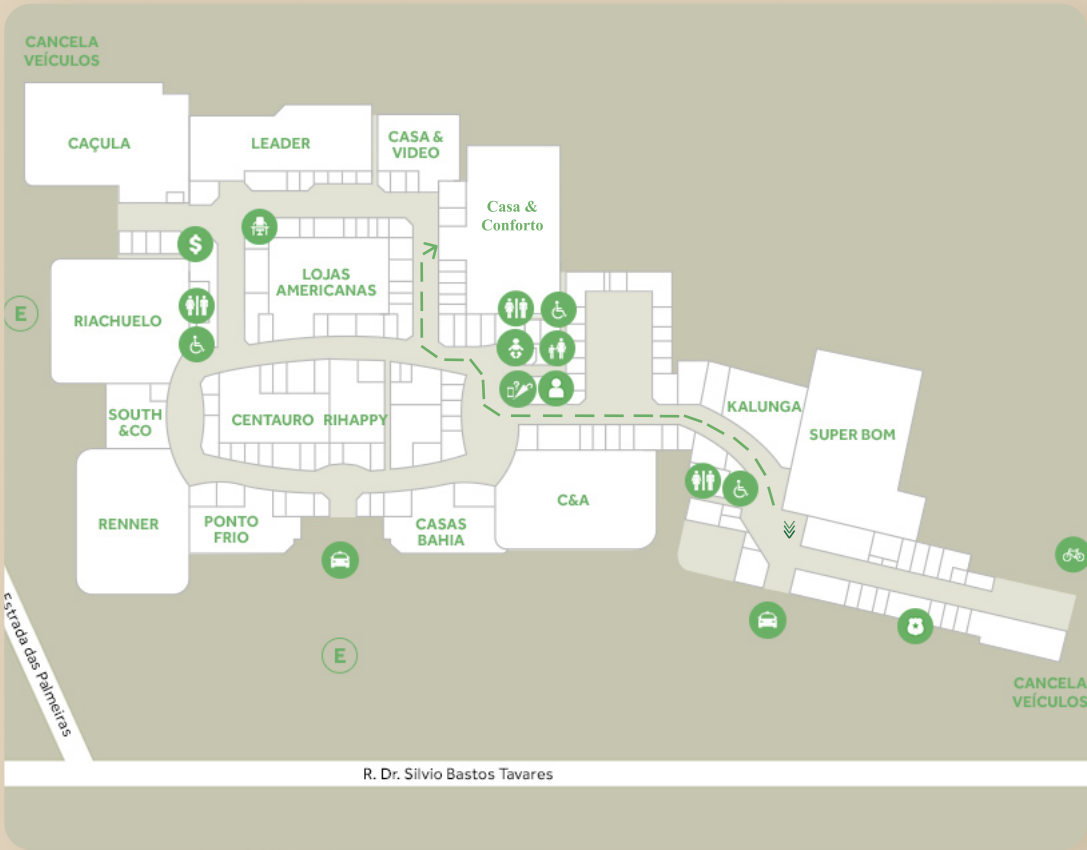 CANCELA
VEÍCULOS
CAÇULA
LEADER
CASA &
VIDEO
Casa &
Conforto
$
LOJAS
AMERICANAS
E
RIACHUELO
SOUTH
&CO
CENTAURO
RIHAPPY
KALUNGA
SUPER BOM
?
RENNER
PONTO
FRIO
CASAS
BAHIA
C&A
E
Estrada das Palmeiras
CANCELA
VEÍCULOS
R. Dr. Silvio Bastos Tavares